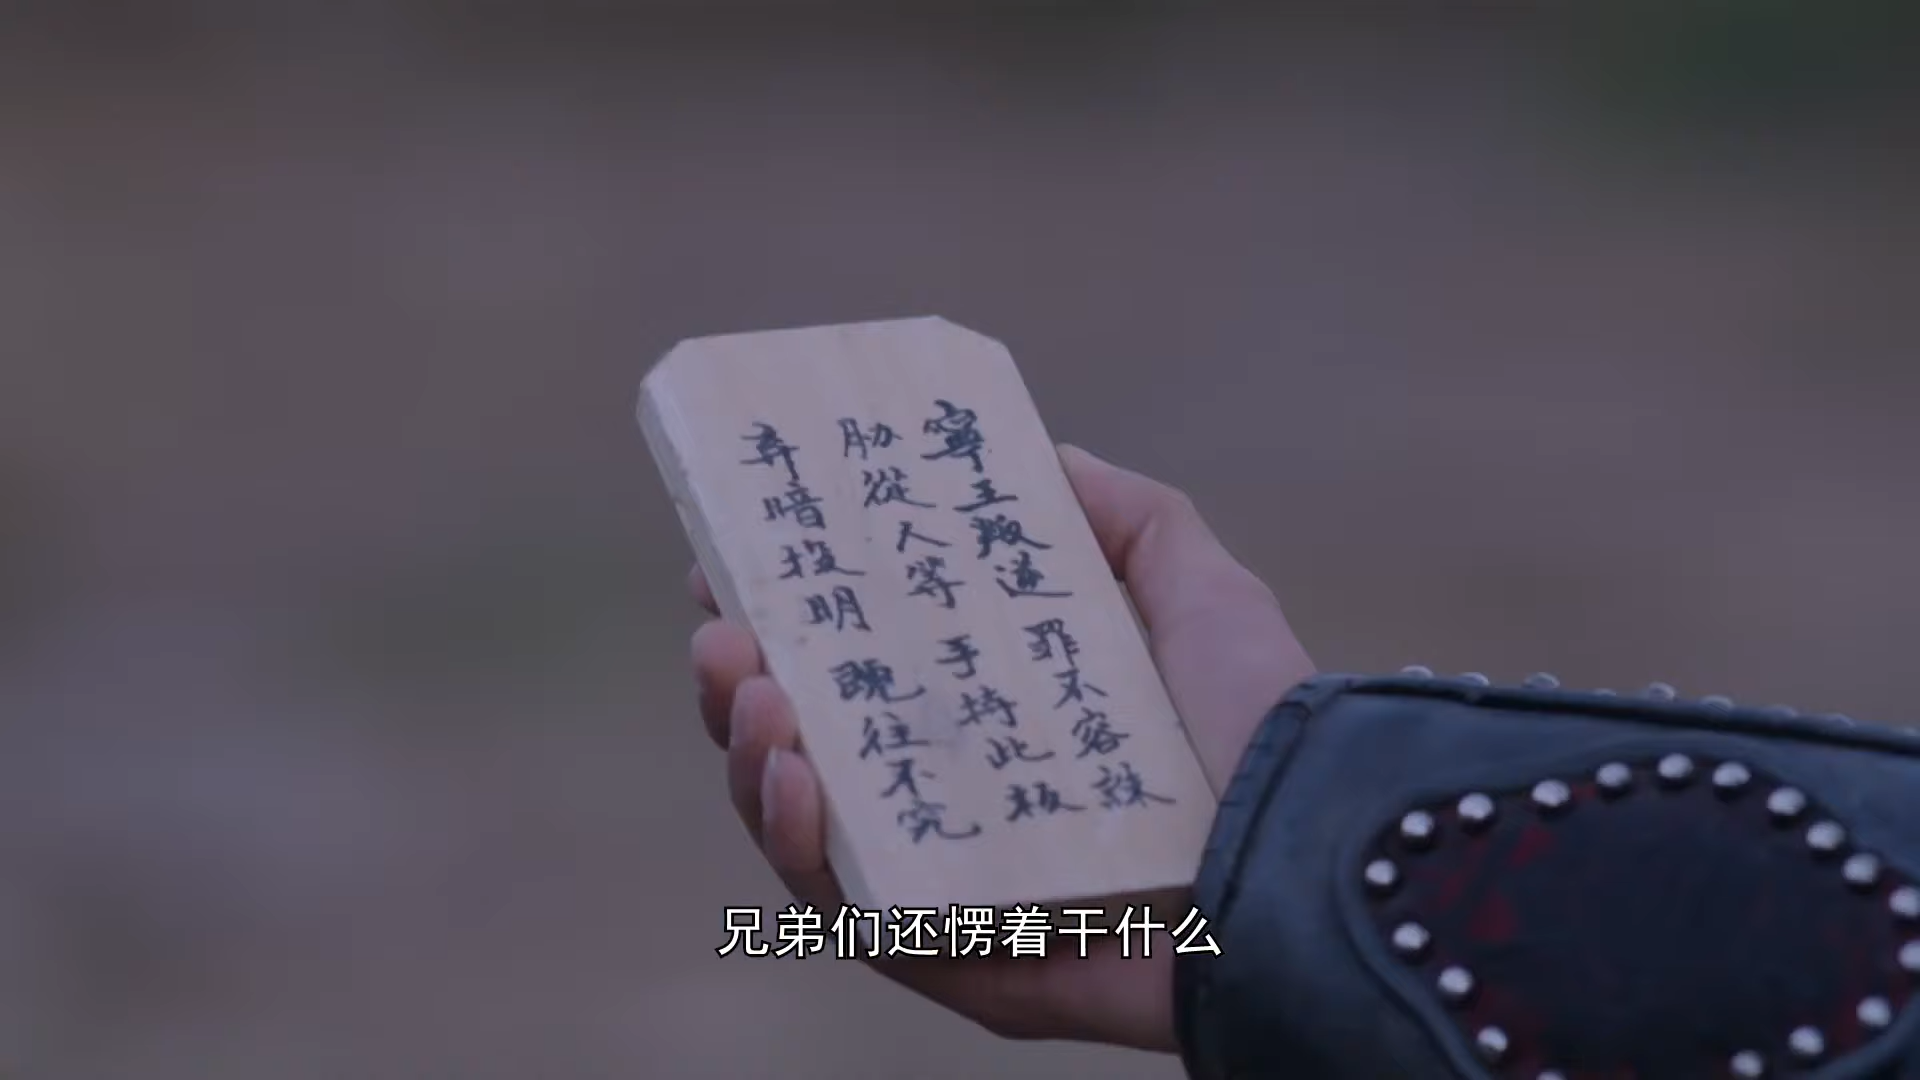 寧王叛逆 罪不容誅
胁從人等 手持此板
弃暗投明 既往不究
兄弟们还愣着干什么